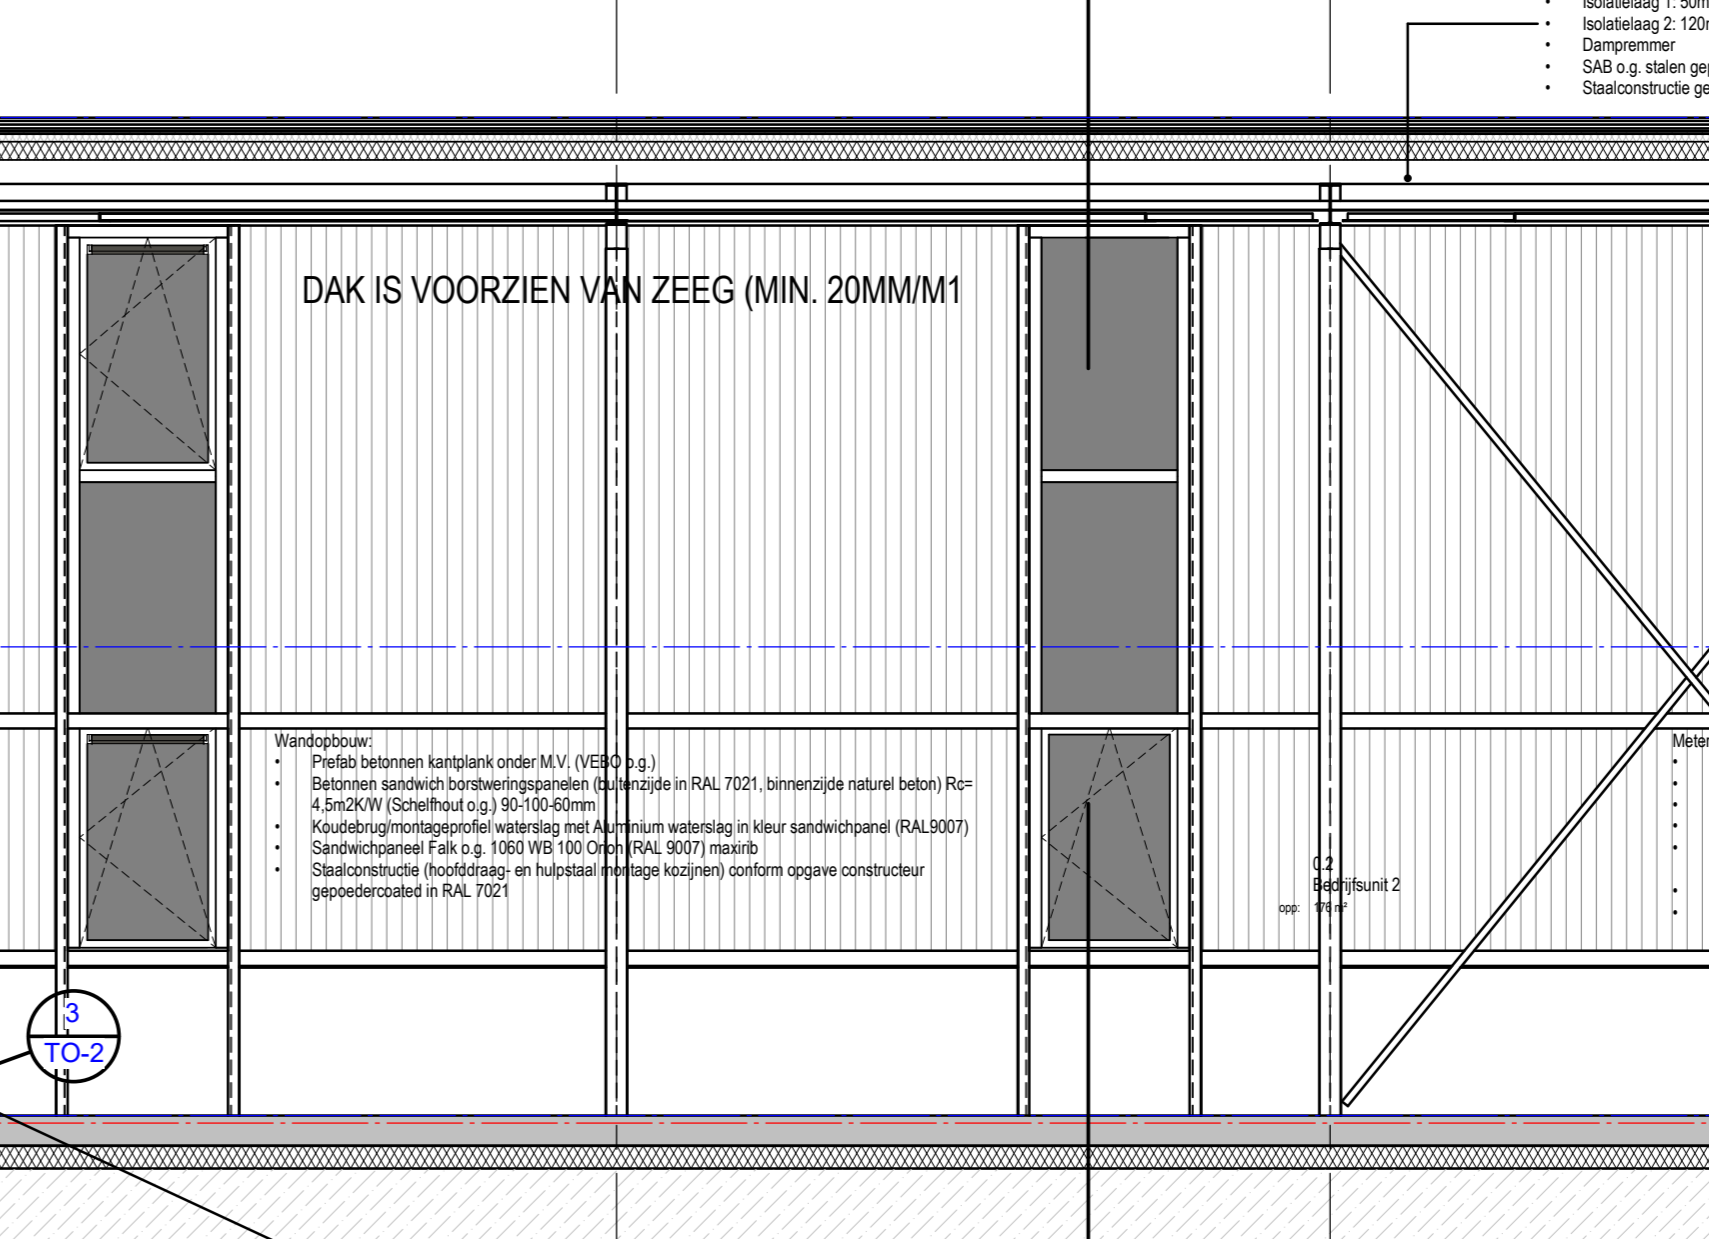 Isolatielaag 1: 50m
• Isolatielaag 2: 120
• Dampremmer
• SAB o.g. stalen
• Staalconstructie
DAK IS VOORZIEN VAN ZEEG (MIN. 20MM/M1
Wandopbouw:
• Prefab betonnen kantplank onder M.V. (VEBO o.g.)
• Betonnen sandwich borstweringspanelen (buitenzijde in RAL 7021, binnenzijde naturel beton) Rc=
4,5m2K/W (Schelfhout o.g.) 90-100-60mm
• Koudebrug/montageprofiel waterslag met Aluminium waterslag in kleur sandwichpanel (RAL9007)
• Sandwichpaneel Falk o.g. 1060 WB 100 Orion (RAL 9007) maxirib
• Staalconstructie (hoofddraag- en hulpstaal montage kozijnen) conform opgave constructeur
gepoedercoated in RAL 7021
Meter
0.2
Bedrijfsunit 2
opp: 176 m²
3
TO-2